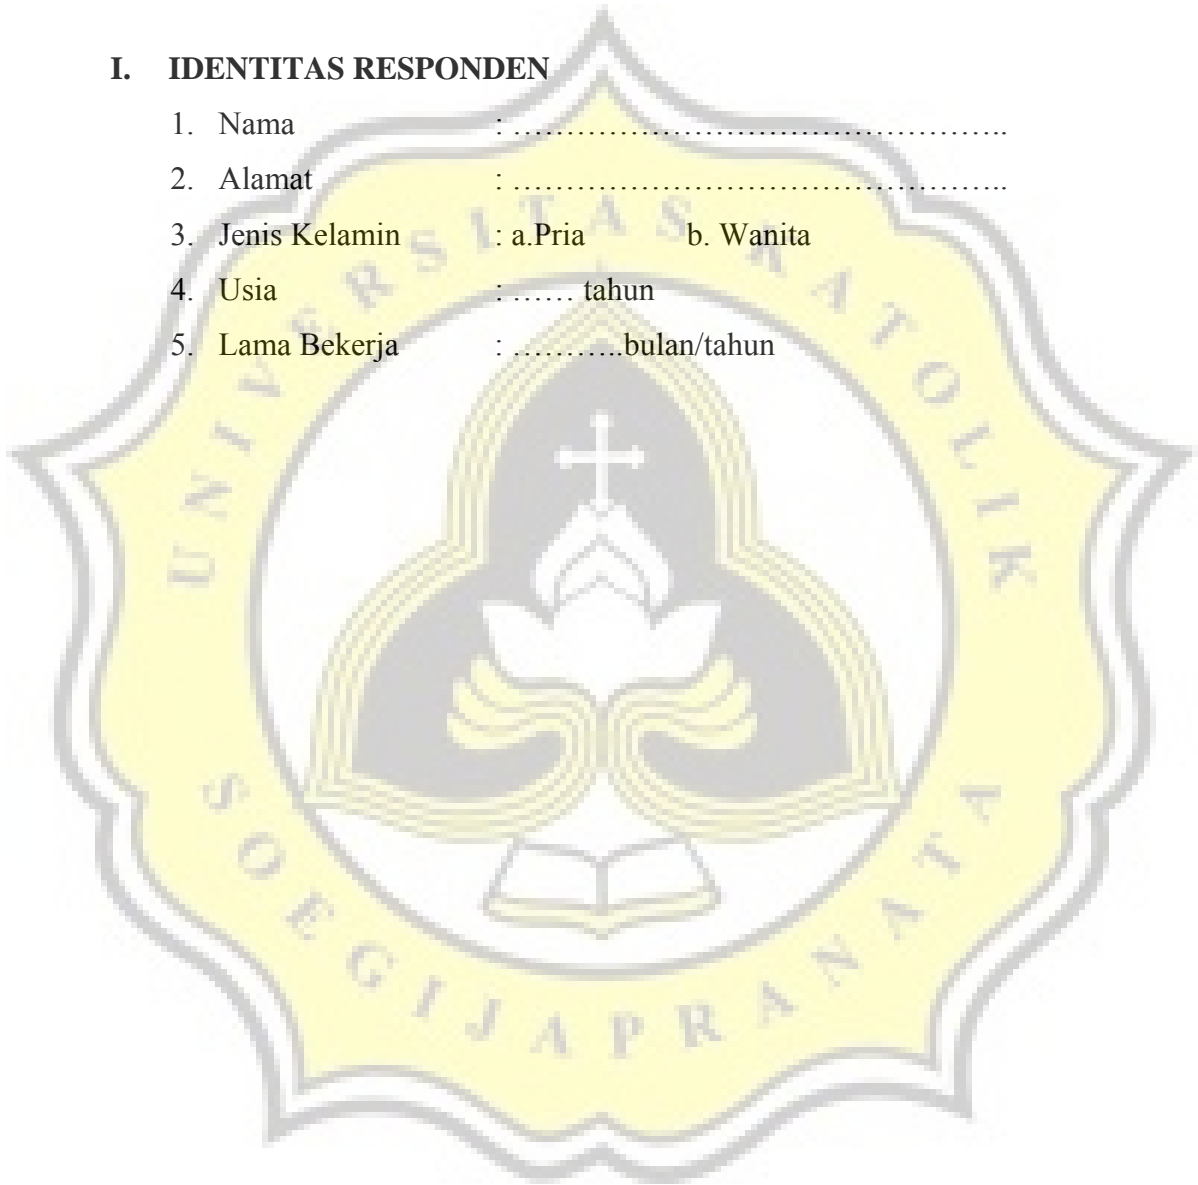 I. IDENTITAS RESPONDEN
1. Nama : ………………………………………..
2. Alamat : ………………………………………..
3. Jenis Kelamin : a.Pria b. Wanita
4. Usia : …… tahun
5. Lama Bekerja : ………..bulan/tahun
UNIVERSITAS KATOLIK
SOEGIJAPRANATA